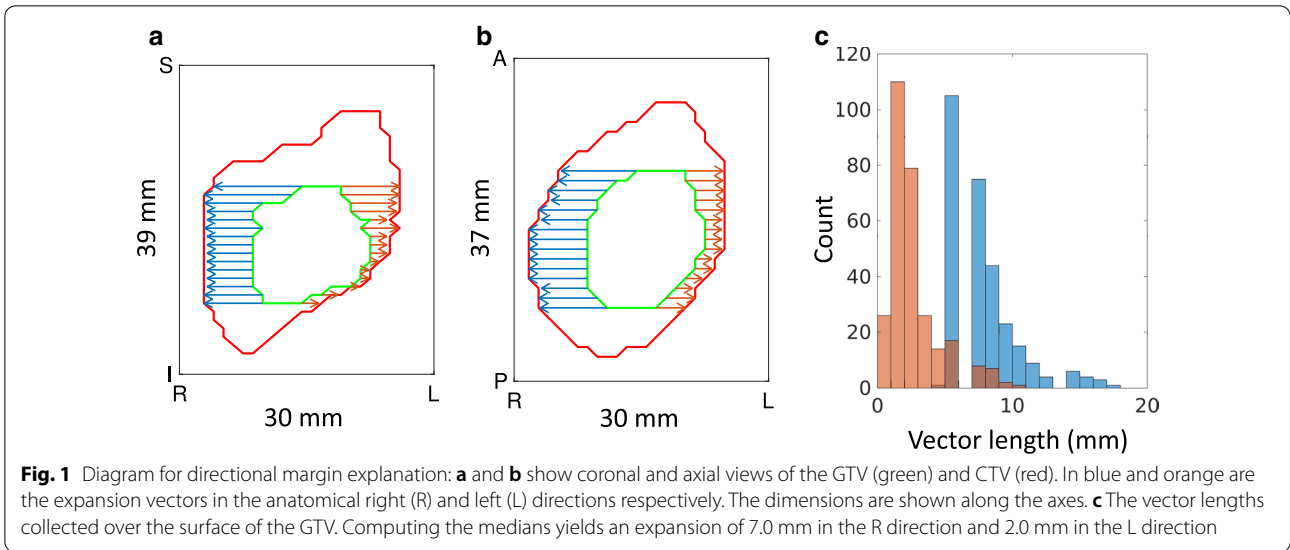 a
b
c
S
39 mm
I
R
L
30 mm
A
37 mm
P
R
L
30 mm
120
100
80
60
40
20
0
Count
0
10
20
Vector length (mm)
Fig. 1 Diagram for directional margin explanation: a and b show coronal and axial views of the GTV (green) and CTV (red). In blue and orange are
the expansion vectors in the anatomical right (R) and left (L) directions respectively. The dimensions are shown along the axes. c The vector lengths
collected over the surface of the GTV. Computing the medians yields an expansion of 7.0 mm in the R direction and 2.0 mm in the L direction